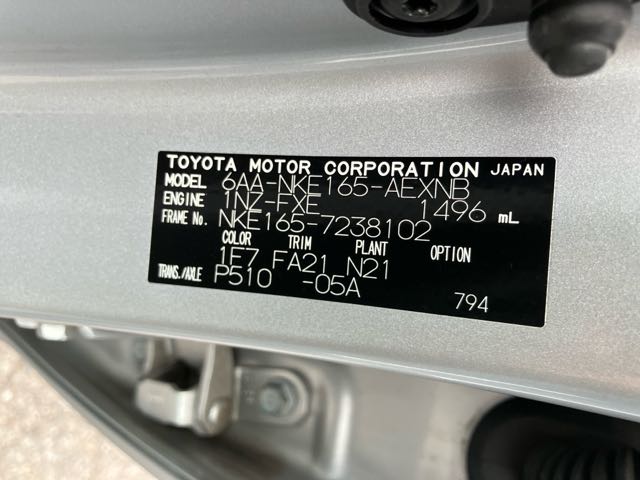 TOYOTA MOTOR CORPORATION JAPAN
MODEL 6AA-NKE165-AEXNB
ENGINE 1NZ-FXE 1496 mL
FRAME No. NKE165-7238102
COLOR TRIM PLANT OPTION
1F7 FA21 N21
TRANS./AXLE P510 -05A
794